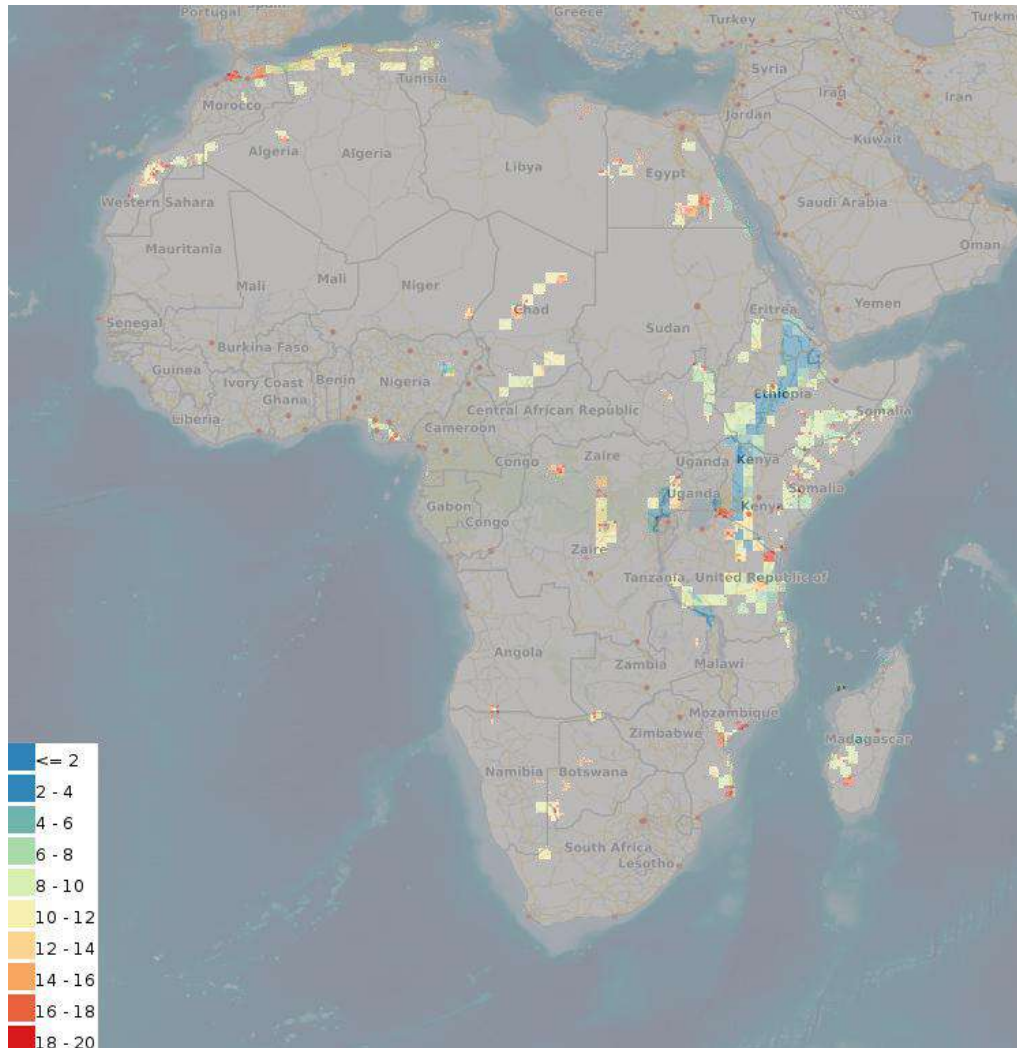 Portugal
Greece
Turkey
Turkm
Tunisia
Syria
Morocco
Iraq
Iran
Jordan
Kuwait
Algeria
Algeria
Libya
Egypt
Western Sahara
Saudi Arabia
Mauritania
Oman
Mali
Mali
Niger
Chad
Yemen
Eritrea
Senegal
Sudan
Burkina Faso
Guinea
Ivory Coast
Benin
Nigeria
Ethiopia
Ghana
Somalia
Liberia
Central African Republic
Cameroon
Zaire
Uganda
Kenya
Congo
Uganda
Somalia
Gabon
Kenya
Congo
Zaire
Tanzania, United Republic of
Angola
Zambia
Malawi
Mozambique
Zimbabwe
Madagascar
Namibia
Botswana
South Africa
Lesotho
<= 2
2 - 4
4 - 6
6 - 8
8 - 10
10 - 12
12 - 14
14 - 16
16 - 18
18 - 20